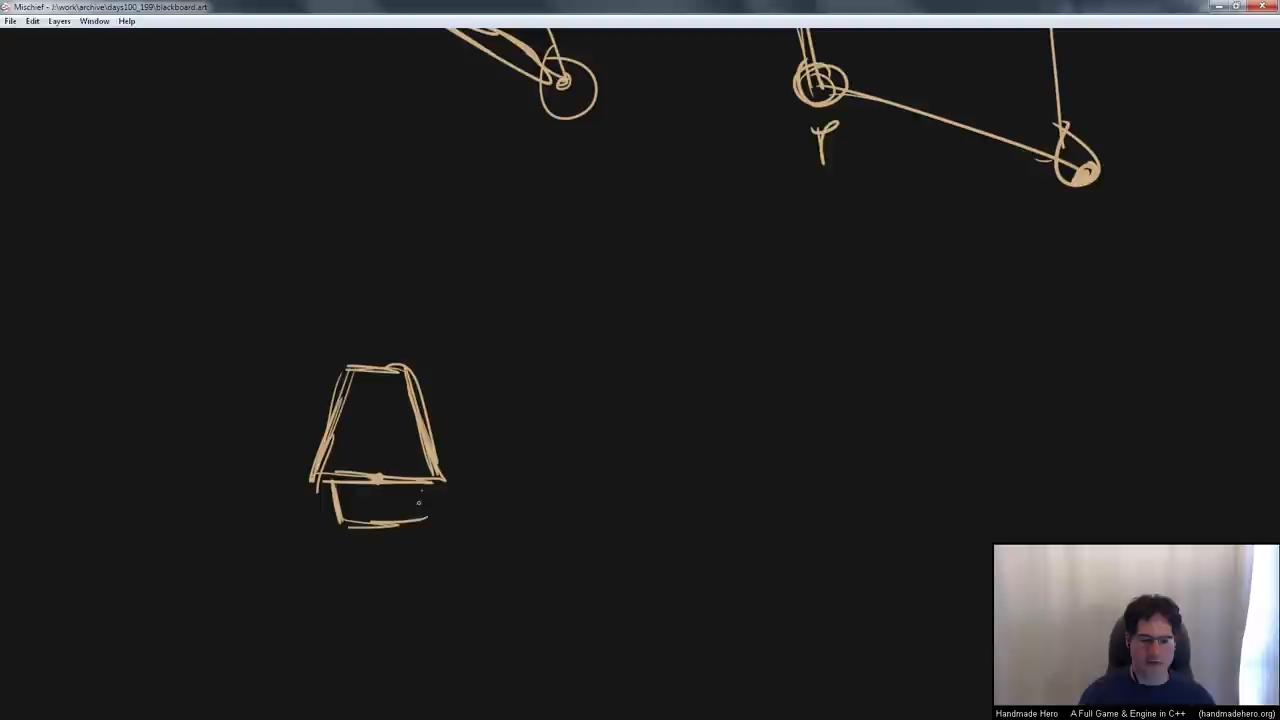 Mischief - J:\work\archive\days100_199\blackboard.art
File Edit Layers Window Help
r
Handmade Hero A Full Game & Engine in C++ (handmadehero.org)